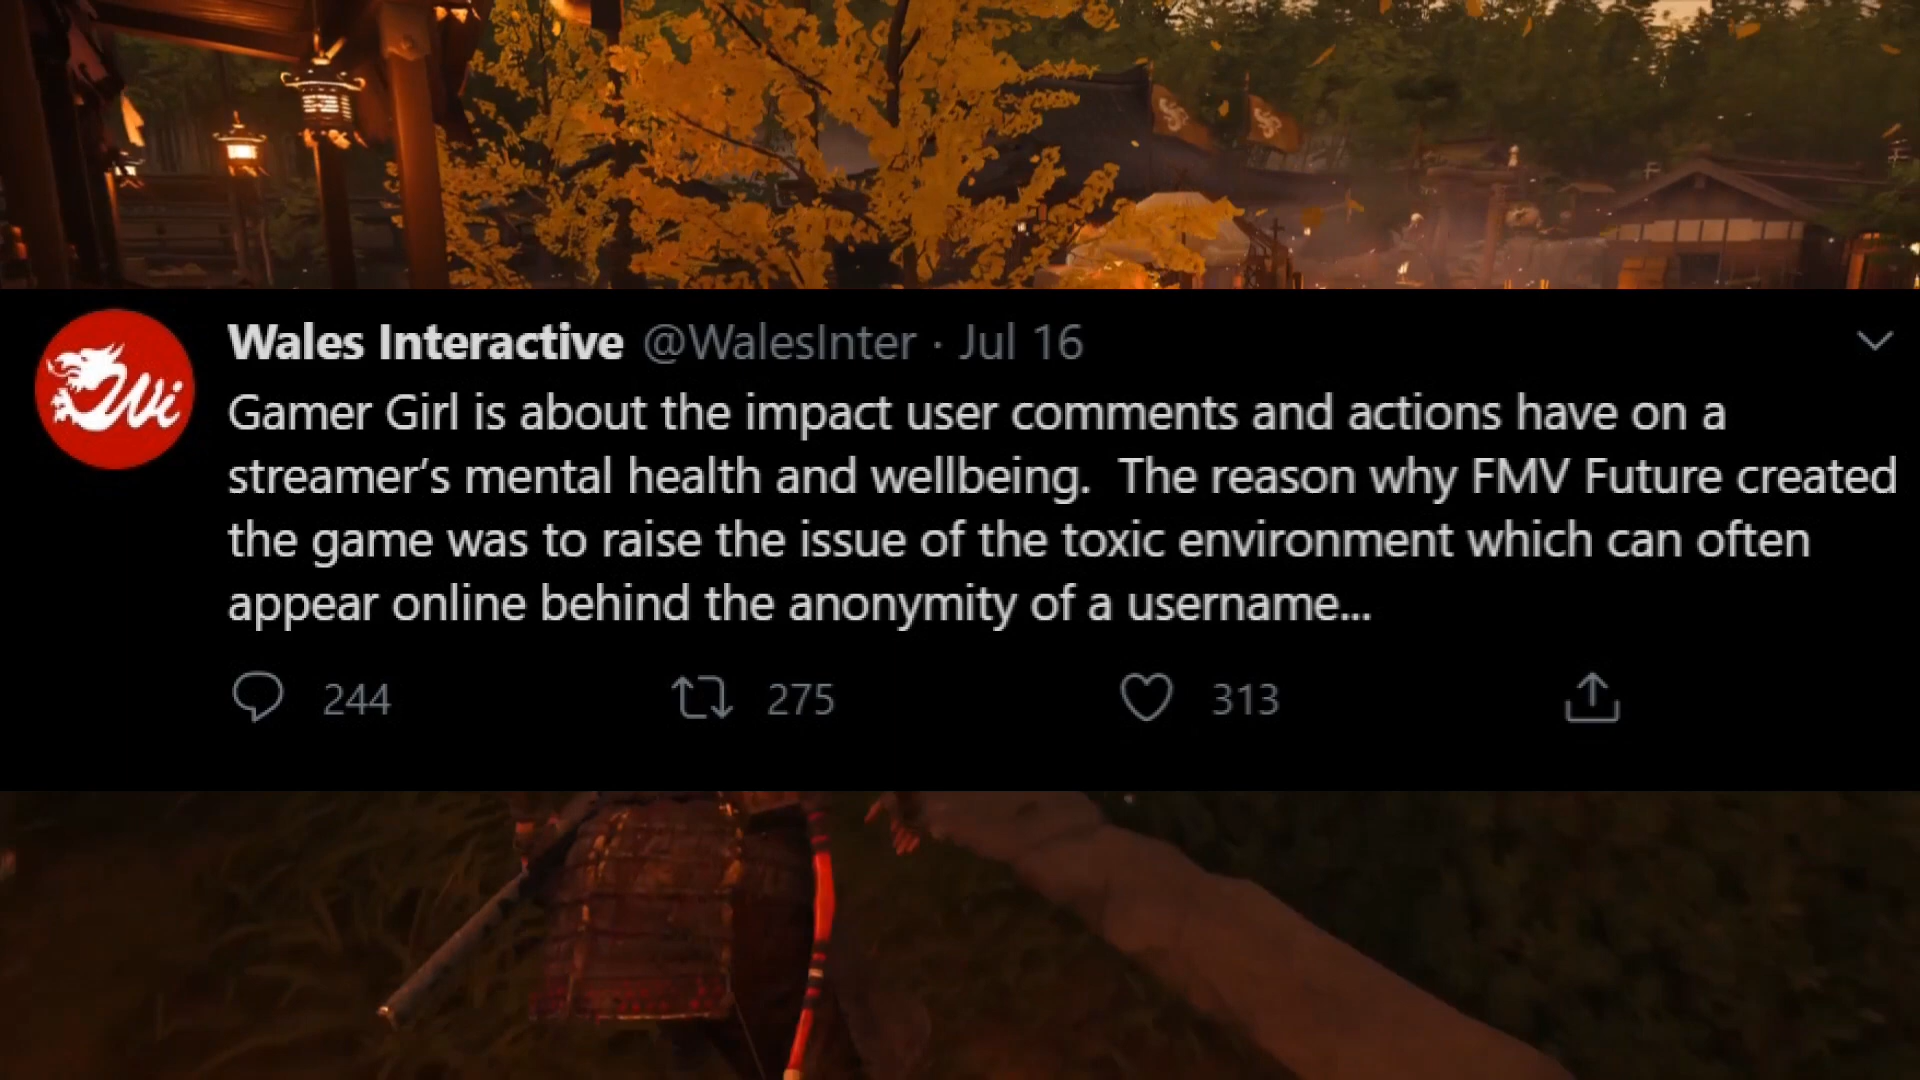 Wales Interactive @WalesInter · Jul 16
Wi
Gamer Girl is about the impact user comments and actions have on a
streamer’s mental health and wellbeing.  The reason why FMV Future created
the game was to raise the issue of the toxic environment which can often
appear online behind the anonymity of a username...
244 275 313